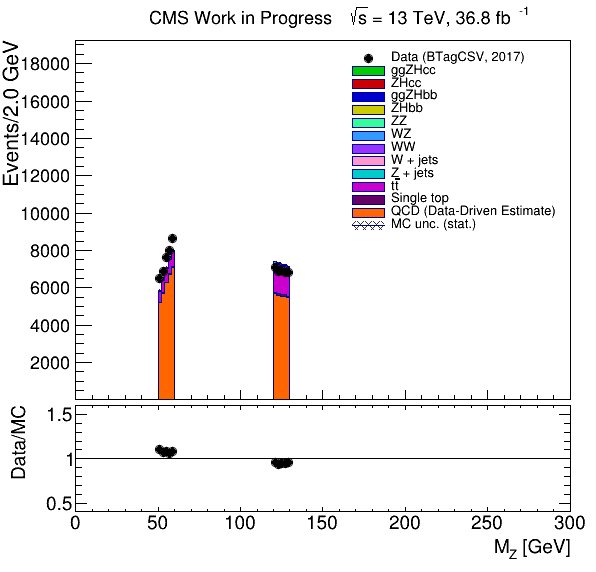 CMS Work in Progress √s = 13 TeV, 36.8 fb -1
Events/2.0 GeV
18000
16000
14000
12000
10000
8000
6000
4000
2000
Data (BTagCSV, 2017)
ggZHcc
ZHcc
ggZHbb
ZHbb
ZZ
WZ
WW
W + jets
Z + jets
tt̅
Single top
QCD (Data-Driven Estimate)
MC unc. (stat.)
Data/MC
1.5
1
0.5
0 50 100 150 200 250 300
M_Z [GeV]